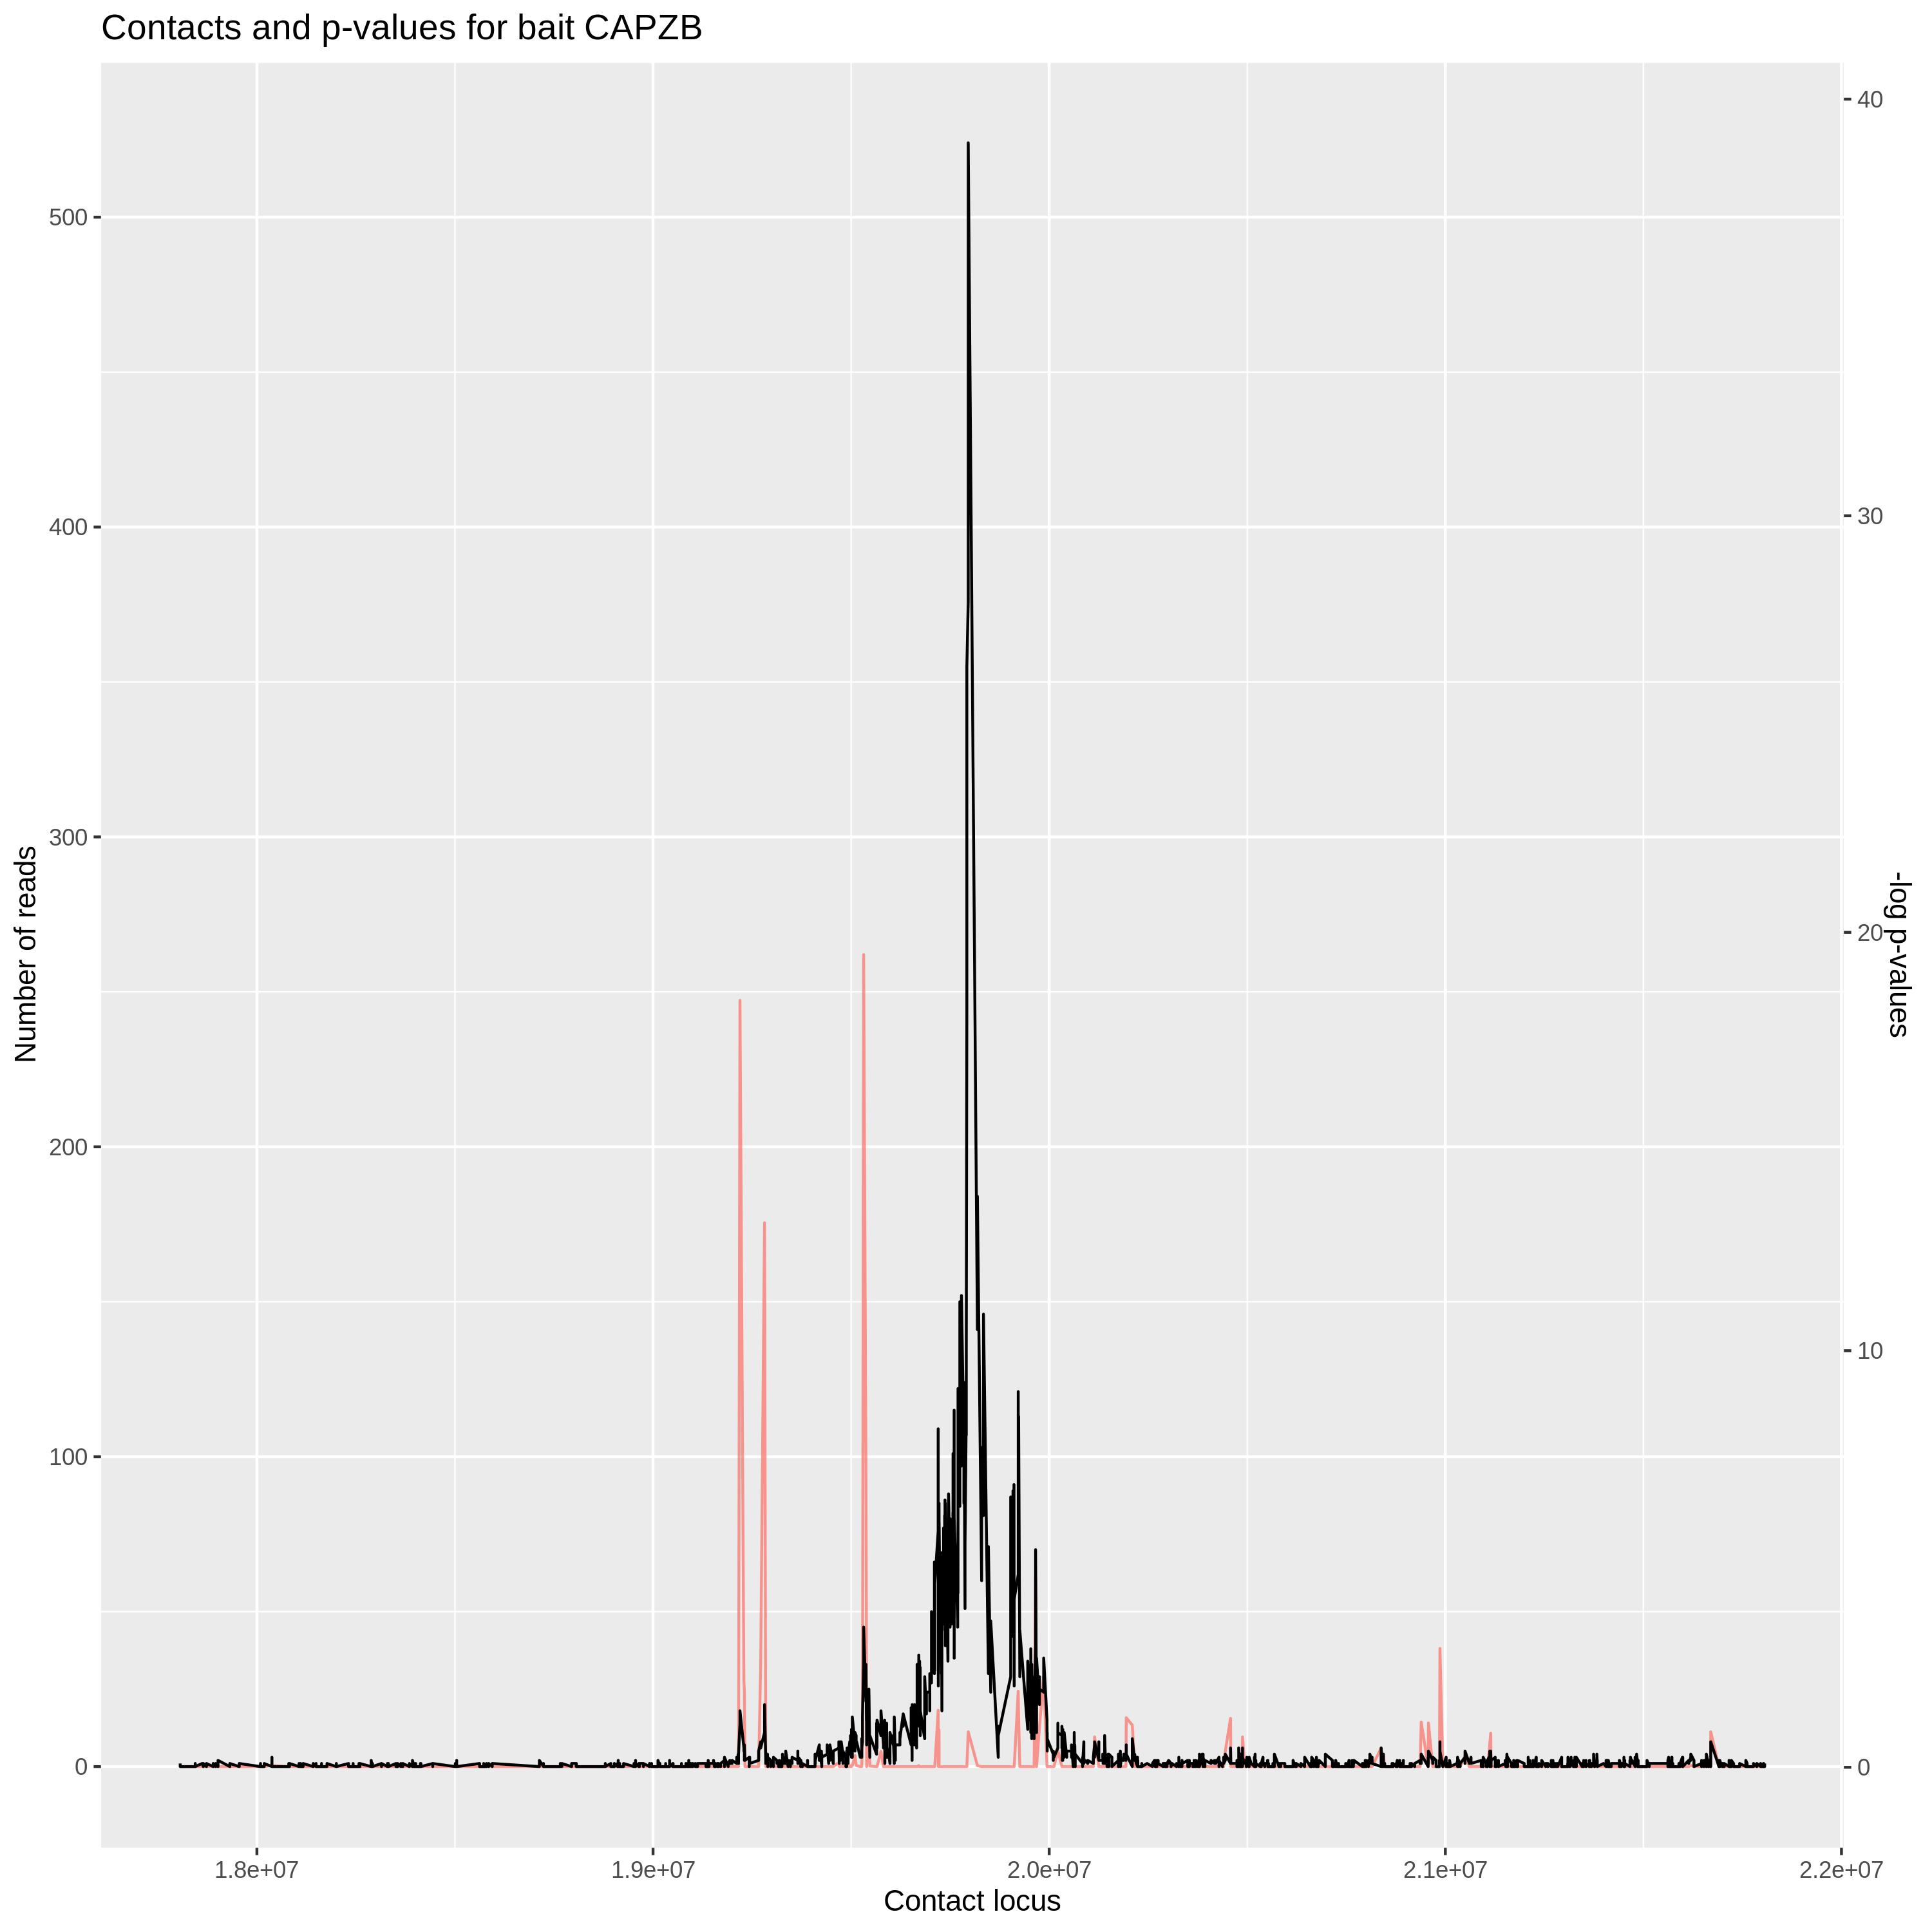 Contacts and p-values for bait CAPZB
500
400
300
200
100
0
Number of reads
40
30
20
10
0
-log p-values
1.8e+07 1.9e+07 2.0e+07 2.1e+07 2.2e+07
Contact locus